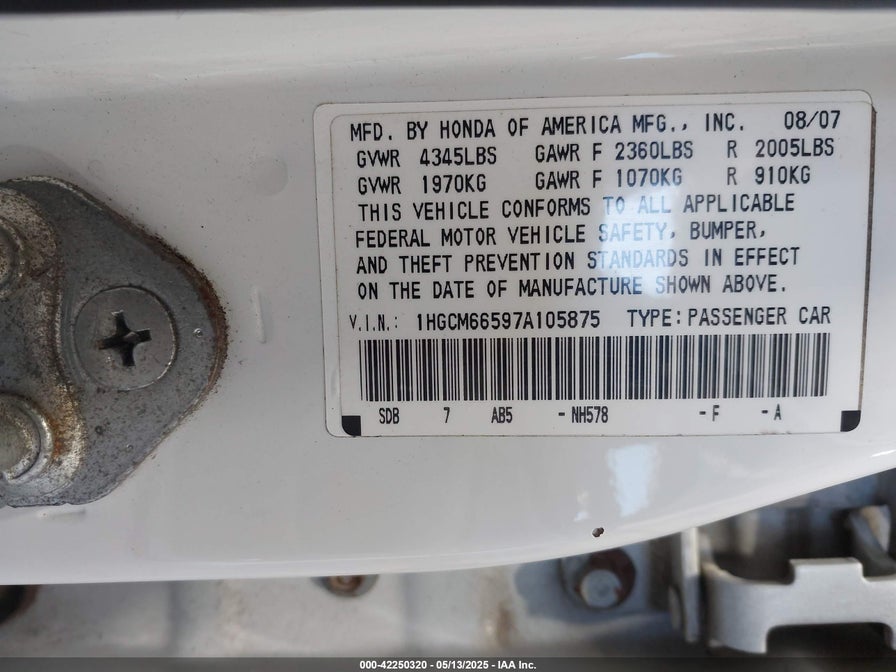 MFD. BY HONDA OF AMERICA MFG., INC. 08/07
GVWR 4345LBS GAWR F 2360LBS R 2005LBS
GVWR 1970KG GAWR F 1070KG R 910KG
THIS VEHICLE CONFORMS TO ALL APPLICABLE
FEDERAL MOTOR VEHICLE SAFETY, BUMPER,
AND THEFT PREVENTION STANDARDS IN EFFECT
ON THE DATE OF MANUFACTURE SHOWN ABOVE.
V.I.N.: 1HGCM66597A105875 TYPE: PASSENGER CAR
SDB 7 AB5 -NH578 -F -A
000-42250320 - 05/13/2025 - IAA Inc.